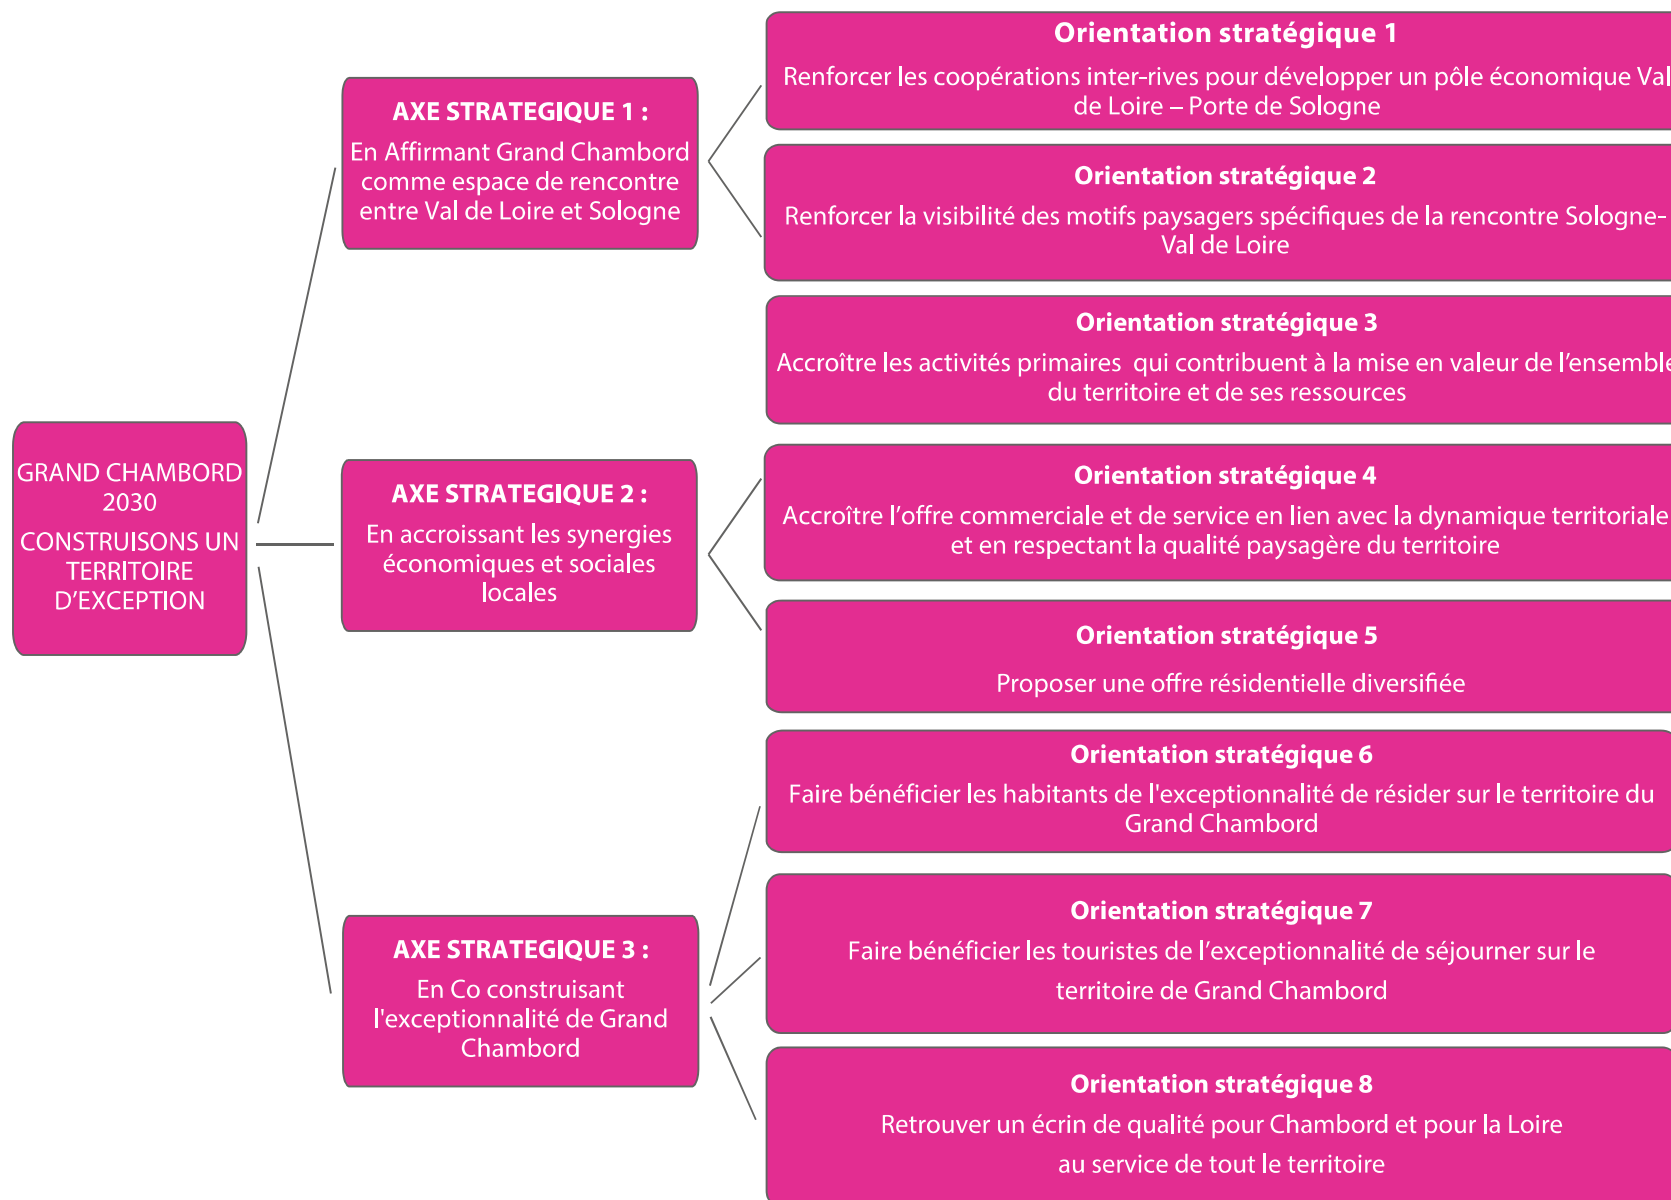 GRAND CHAMBORD
2030
CONSTRUISONS UN
TERRITOIRE
D'EXCEPTION
AXE STRATEGIQUE 1 :
En Affirmant Grand Chambord
comme espace de rencontre
entre Val de Loire et Sologne
Orientation stratégique 1
Renforcer les coopérations inter-rives pour développer un pôle économique Val
de Loire – Porte de Sologne
Orientation stratégique 2
Renforcer la visibilité des motifs paysagers spécifiques de la rencontre Sologne-
Val de Loire
Orientation stratégique 3
Accroître les activités primaires  qui contribuent à la mise en valeur de l’ensemble
du territoire et de ses ressources
AXE STRATEGIQUE 2 :
En accroissant les synergies
économiques et sociales
locales
Orientation stratégique 4
Accroître l’offre commerciale et de service en lien avec la dynamique territoriale
et en respectant la qualité paysagère du territoire
Orientation stratégique 5
Proposer une offre résidentielle diversifiée
AXE STRATEGIQUE 3 :
En Co construisant
l'exceptionnalité de Grand
Chambord
Orientation stratégique 6
Faire bénéficier les habitants de l'exceptionnalité de résider sur le territoire du
Grand Chambord
Orientation stratégique 7
Faire bénéficier les touristes de l’exceptionnalité de séjourner sur le
territoire de Grand Chambord
Orientation stratégique 8
Retrouver un écrin de qualité pour Chambord et pour la Loire
au service de tout le territoire